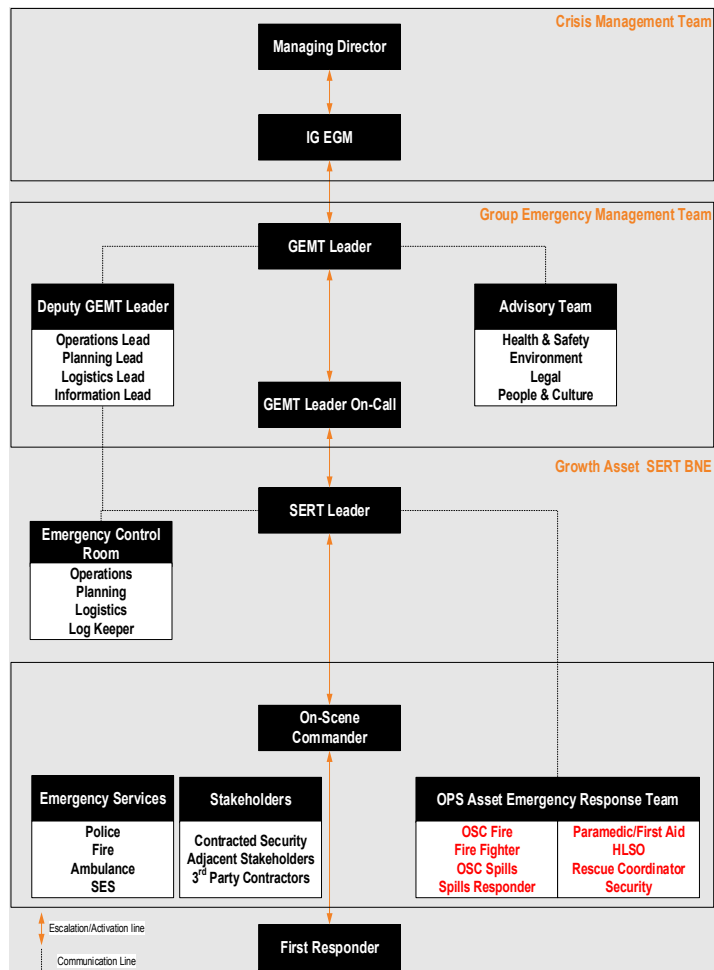 Crisis Management Team
Managing Director
IG EGM
Group Emergency Management Team
GEMT Leader
Deputy GEMT Leader
Operations Lead
Planning Lead
Logistics Lead
Information Lead
Advisory Team
Health & Safety
Environment
Legal
People & Culture
GEMT Leader On-Call
Growth Asset SERT BNE
SERT Leader
Emergency Control
Room
Operations
Planning
Logistics
Log Keeper
On-Scene
Commander
Emergency Services
Police
Fire
Ambulance
SES
Stakeholders
Contracted Security
Adjacent Stakeholders
3rd Party Contractors
OPS Asset Emergency Response Team
OSC Fire
Fire Fighter
OSC Spills
Spills Responder
Paramedic/First Aid
HLSO
Rescue Coordinator
Security
First Responder
Escalation/Activation line
Communication Line